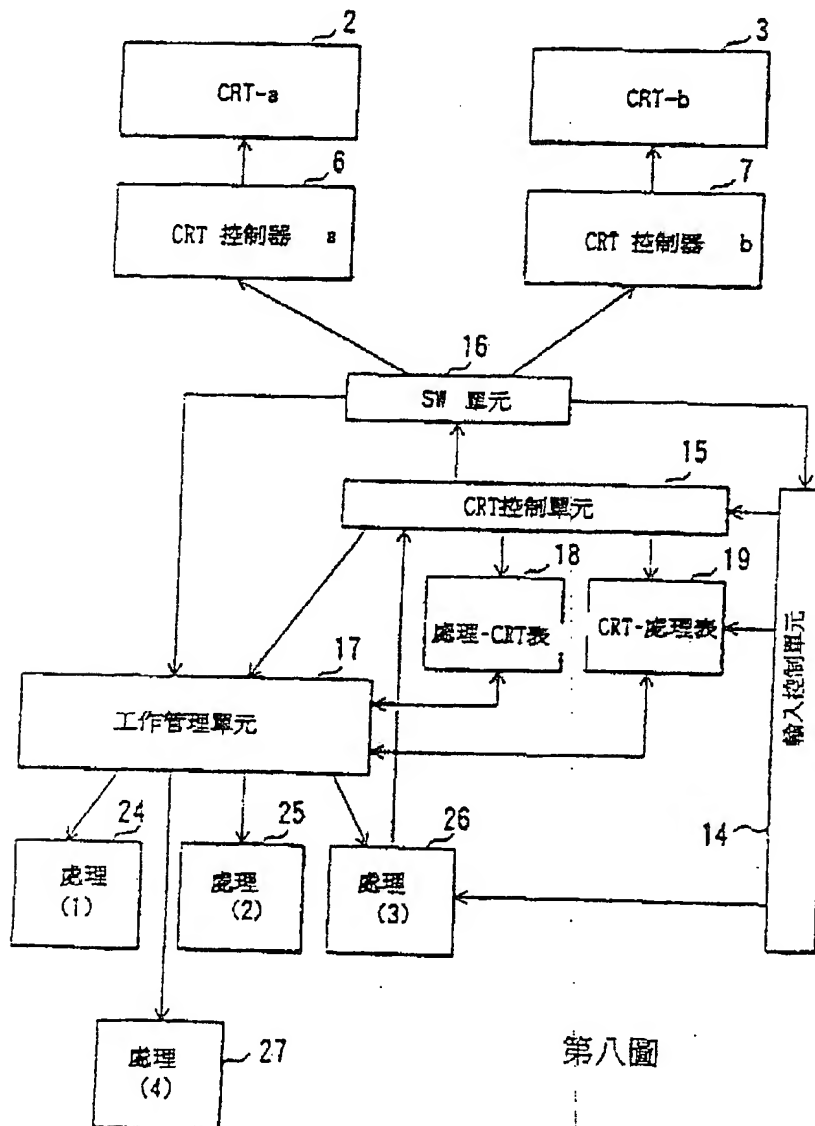 2
3
CRT-a
CRT-b
6
7
CRT 控制器 a
CRT 控制器 b
16
SW 單元
15
CRT控制單元
18
19
處理-CRT表
CRT-處理表
17
工作管理單元
輸入控制單元
14
24
25
26
處理
(1)
處理
(2)
處理
(3)
處理
(4)
27
第八圖